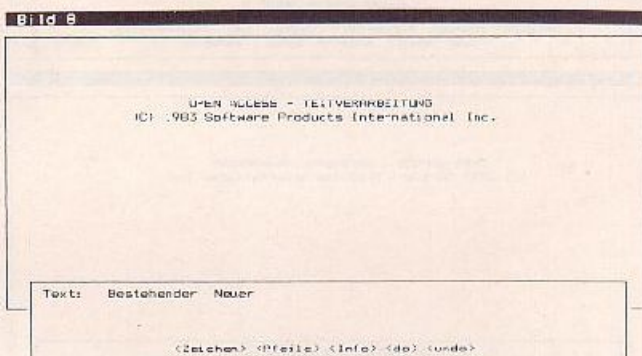 Bild 8
OPEN ACCESS - TEXTVERARBEITUNG
(C) 1983 Software Products International Inc.
Text: Bestehender Neuer
<Zeichen> <Pfeile> <Info> <do> <undo>